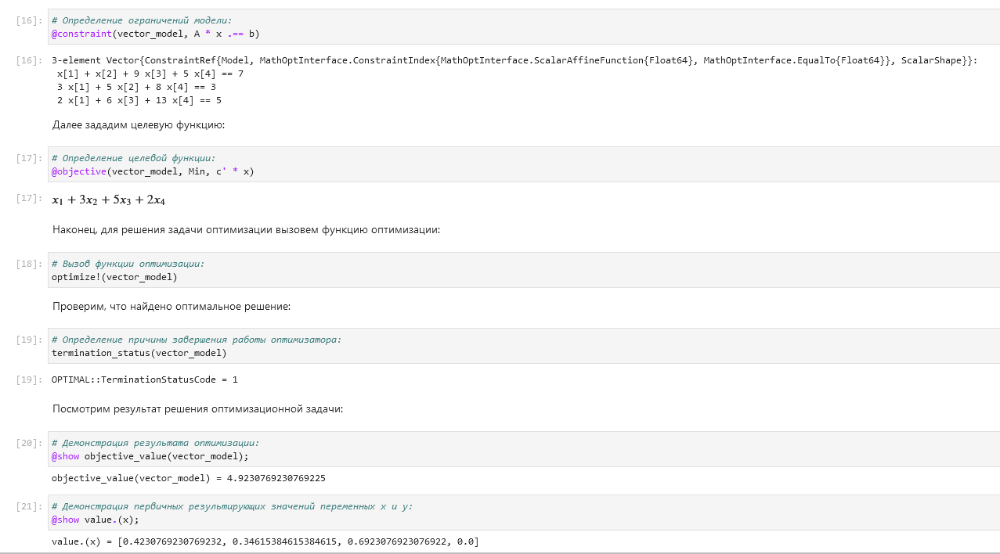 [16]: # Определение ограничений модели:
@constraint(vector_model, A * x .== b)
[16]: 3-element Vector{ConstraintRef{Model, MathOptInterface.ConstraintIndex{MathOptInterface.ScalarAffineFunction{Float64}, MathOptInterface.EqualTo{Float64}}, ScalarShape}}:
x[1] + x[2] + 9 x[3] + 5 x[4] == 7
3 x[1] + 5 x[2] + 8 x[4] == 3
2 x[1] + 6 x[3] + 13 x[4] == 5
Далее зададим целевую функцию:
[17]: # Определение целевой функции:
@objective(vector_model, Min, c' * x)
[17]: x₁ + 3x₂ + 5x₃ + 2x₄
Наконец, для решения задачи оптимизации вызовем функцию оптимизации:
[18]: # Вызов функции оптимизации:
optimize!(vector_model)
Проверим, что найдено оптимальное решение:
[19]: # Определение причины завершения работы оптимизатора:
termination_status(vector_model)
[19]: OPTIMAL::TerminationStatusCode = 1
Посмотрим результат решения оптимизационной задачи:
[20]: # Демонстрация результата оптимизации:
@show objective_value(vector_model);
objective_value(vector_model) = 4.9230769230769225
[21]: # Демонстрация первичных результирующих значений переменных x и y:
@show value.(x);
value.(x) = [0.4230769230769232, 0.34615384615384615, 0.6923076923076922, 0.0]